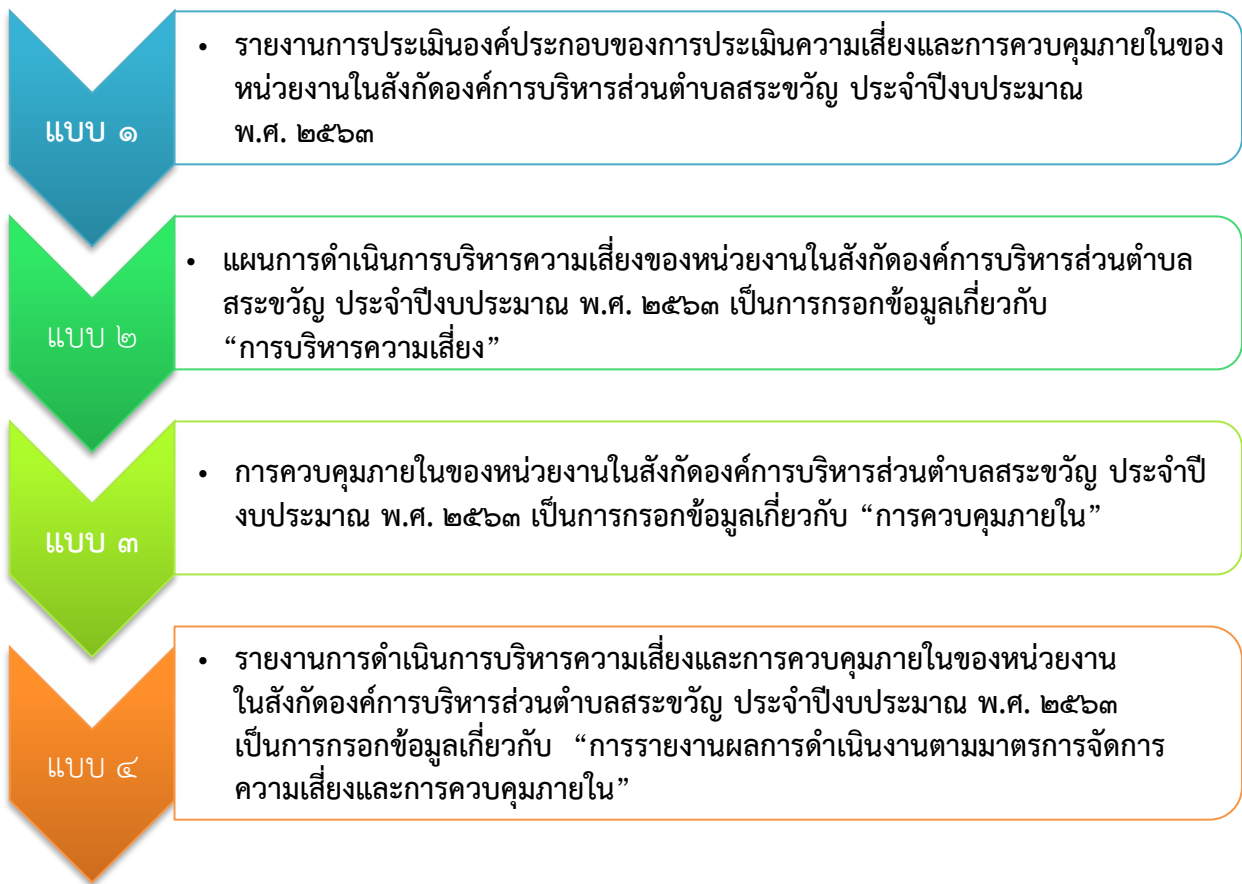 แบบ ๑
• รายงานการประเมินองค์ประกอบของการประเมินความเสี่ยงและการควบคุมภายในของ
หน่วยงานในสังกัดองค์การบริหารส่วนตำบลสระขวัญ ประจำปีงบประมาณ
พ.ศ. ๒๕๖๓
แบบ ๒
• แผนการดำเนินการบริหารความเสี่ยงของหน่วยงานในสังกัดองค์การบริหารส่วนตำบล
สระขวัญ ประจำปีงบประมาณ พ.ศ. ๒๕๖๓ เป็นการกรอกข้อมูลเกี่ยวกับ
“การบริหารความเสี่ยง”
แบบ ๓
• การควบคุมภายในของหน่วยงานในสังกัดองค์การบริหารส่วนตำบลสระขวัญ ประจำปี
งบประมาณ พ.ศ. ๒๕๖๓ เป็นการกรอกข้อมูลเกี่ยวกับ “การควบคุมภายใน”
แบบ ๔
• รายงานการดำเนินการบริหารความเสี่ยงและการควบคุมภายในของหน่วยงาน
ในสังกัดองค์การบริหารส่วนตำบลสระขวัญ ประจำปีงบประมาณ พ.ศ. ๒๕๖๓
เป็นการกรอกข้อมูลเกี่ยวกับ “การรายงานผลการดำเนินงานตามมาตรการจัดการ
ความเสี่ยงและการควบคุมภายใน”